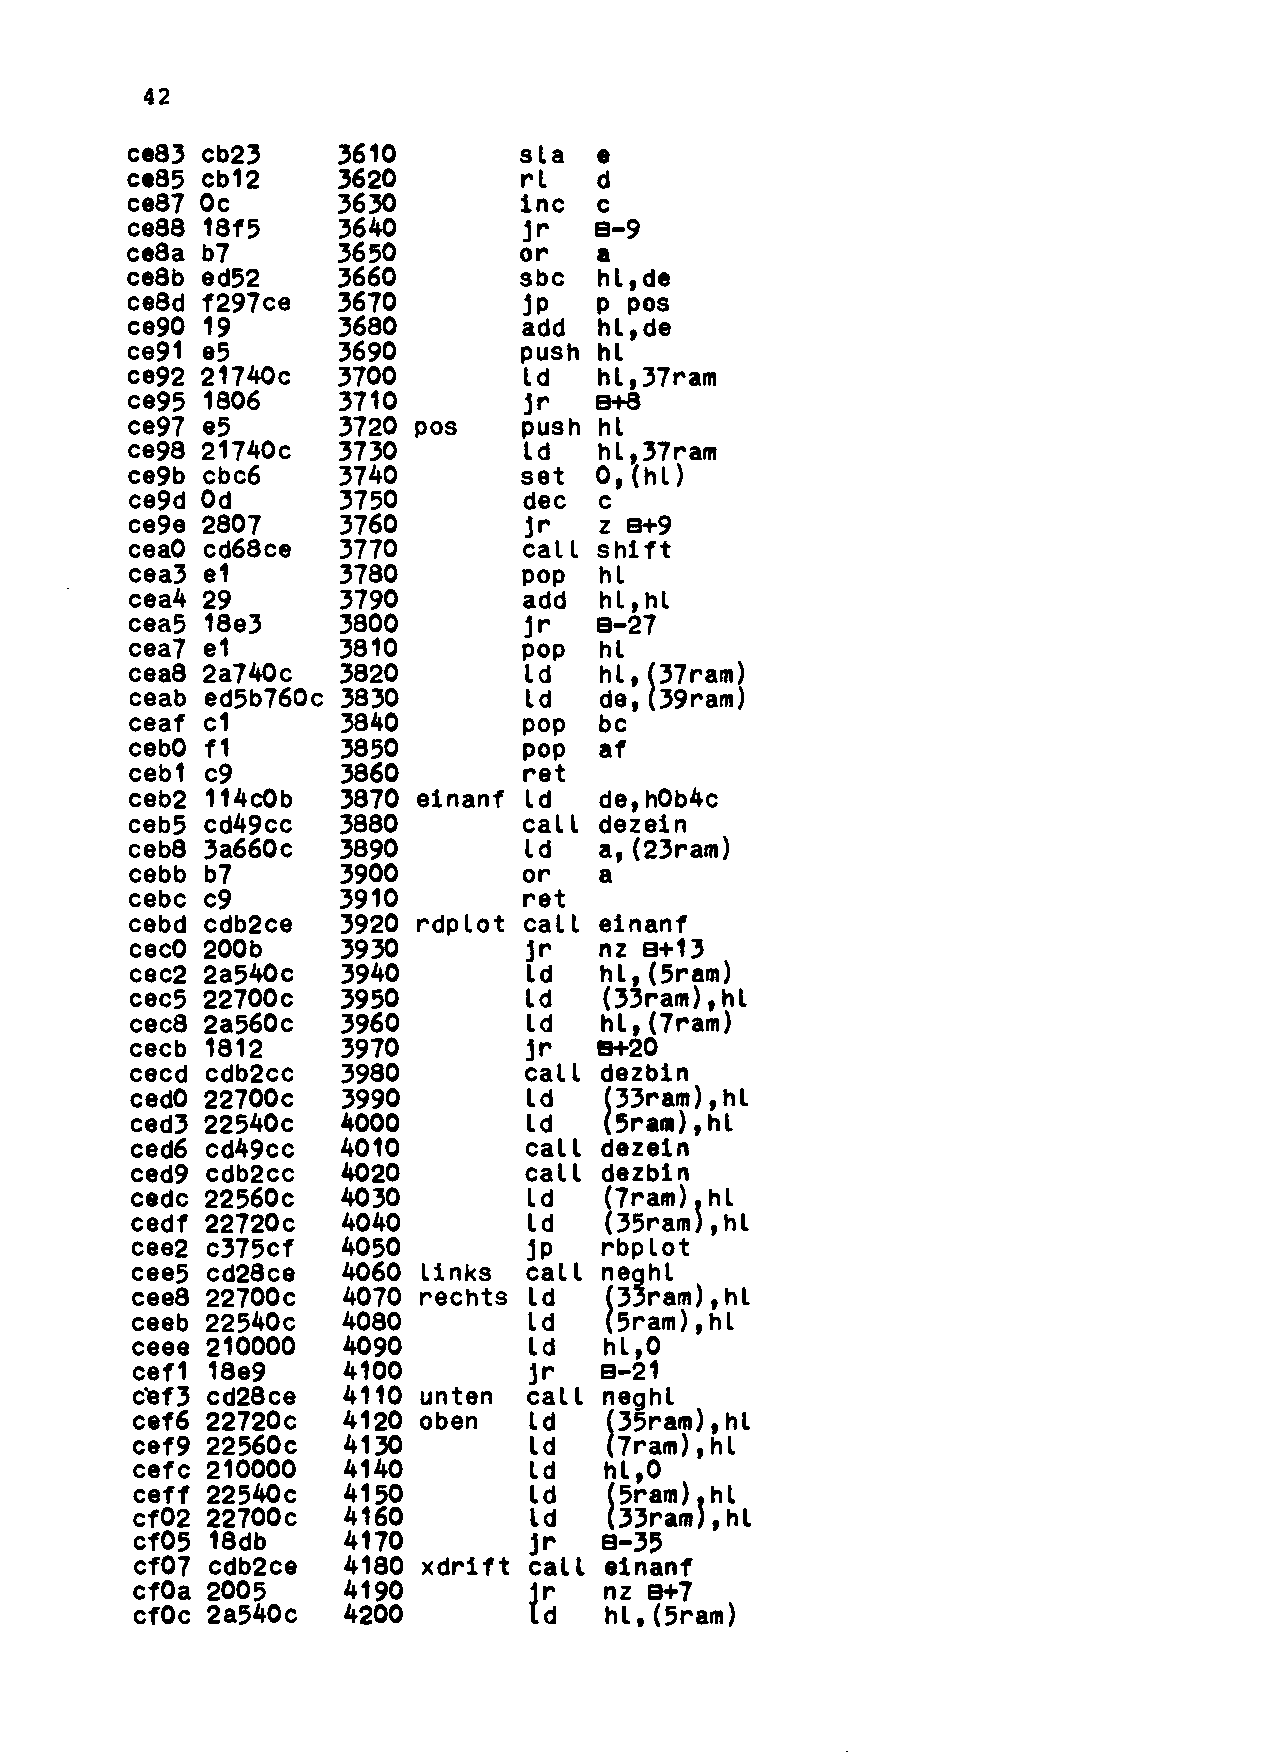 42
ce83 cb23 3610 sla e
ce85 cb12 3620 rl d
ce87 0c 3630 inc c
ce88 18f5 3640 jr ⊟-9
ce8a b7 3650 or a
ce8b ed52 3660 sbc hl,de
ce8d f297ce 3670 jp p pos
ce90 19 3680 add hl,de
ce91 e5 3690 push hl
ce92 21740c 3700 ld hl,37ram
ce95 1806 3710 jr ⊟+8
ce97 e5 3720 pos push hl
ce98 21740c 3730 ld hl,37ram
ce9b cbc6 3740 set 0,(hl)
ce9d 0d 3750 dec c
ce9e 2807 3760 jr z ⊟+9
cea0 cd68ce 3770 call shift
cea3 e1 3780 pop hl
cea4 29 3790 add hl,hl
cea5 18e3 3800 jr ⊟-27
cea7 e1 3810 pop hl
cea8 2a740c 3820 ld hl,(37ram)
ceab ed5b760c 3830 ld de,(39ram)
ceaf c1 3840 pop bc
ceb0 f1 3850 pop af
ceb1 c9 3860 ret
ceb2 114c0b 3870 einanf ld de,h0b4c
ceb5 cd49cc 3880 call dezein
ceb8 3a660c 3890 ld a,(23ram)
cebb b7 3900 or a
cebc c9 3910 ret
cebd cdb2ce 3920 rdplot call einanf
cec0 200b 3930 jr nz ⊟+13
cec2 2a540c 3940 ld hl,(5ram)
cec5 22700c 3950 ld (33ram),hl
cec8 2a560c 3960 ld hl,(7ram)
cecb 1812 3970 jr ⊟+20
cecd cdb2cc 3980 call dezbin
ced0 22700c 3990 ld (33ram),hl
ced3 22540c 4000 ld (5ram),hl
ced6 cd49cc 4010 call dezein
ced9 cdb2cc 4020 call dezbin
cedc 22560c 4030 ld (7ram),hl
cedf 22720c 4040 ld (35ram),hl
cee2 c375cf 4050 jp rbplot
cee5 cd28ce 4060 links call neghl
cee8 22700c 4070 rechts ld (33ram),hl
ceeb 22540c 4080 ld (5ram),hl
ceee 210000 4090 ld hl,0
cef1 18e9 4100 jr ⊟-21
cef3 cd28ce 4110 unten call neghl
cef6 22720c 4120 oben ld (35ram),hl
cef9 22560c 4130 ld (7ram),hl
cefc 210000 4140 ld hl,0
ceff 22540c 4150 ld (5ram),hl
cf02 22700c 4160 ld (33ram),hl
cf05 18db 4170 jr ⊟-35
cf07 cdb2ce 4180 xdrift call einanf
cf0a 2005 4190 jr nz ⊟+7
cf0c 2a540c 4200 ld hl,(5ram)